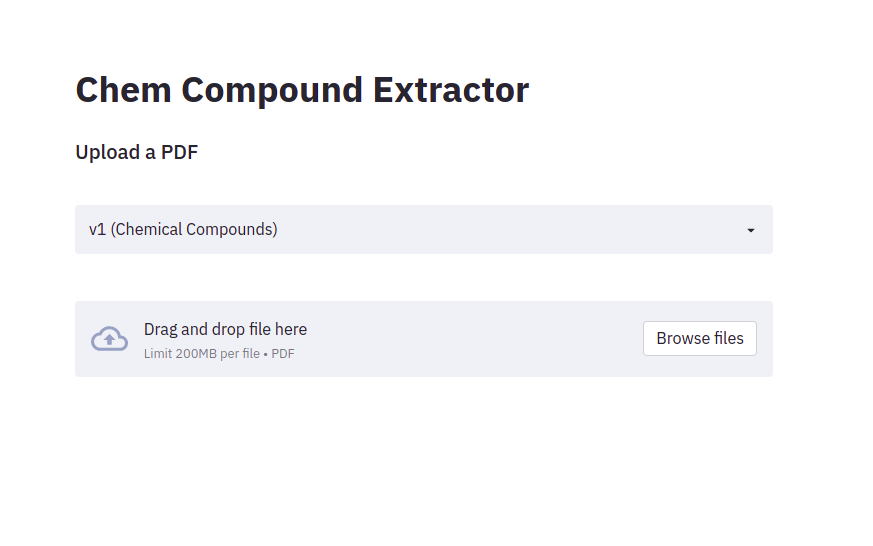 Chem Compound Extractor
Upload a PDF
v1 (Chemical Compounds)
Drag and drop file here
Limit 200MB per file • PDF
Browse files